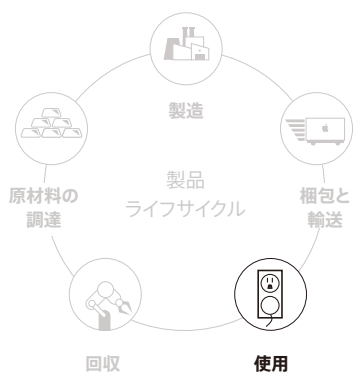 製造
原材料の
調達
製品
ライフサイクル
梱包と
輸送
回収
使用